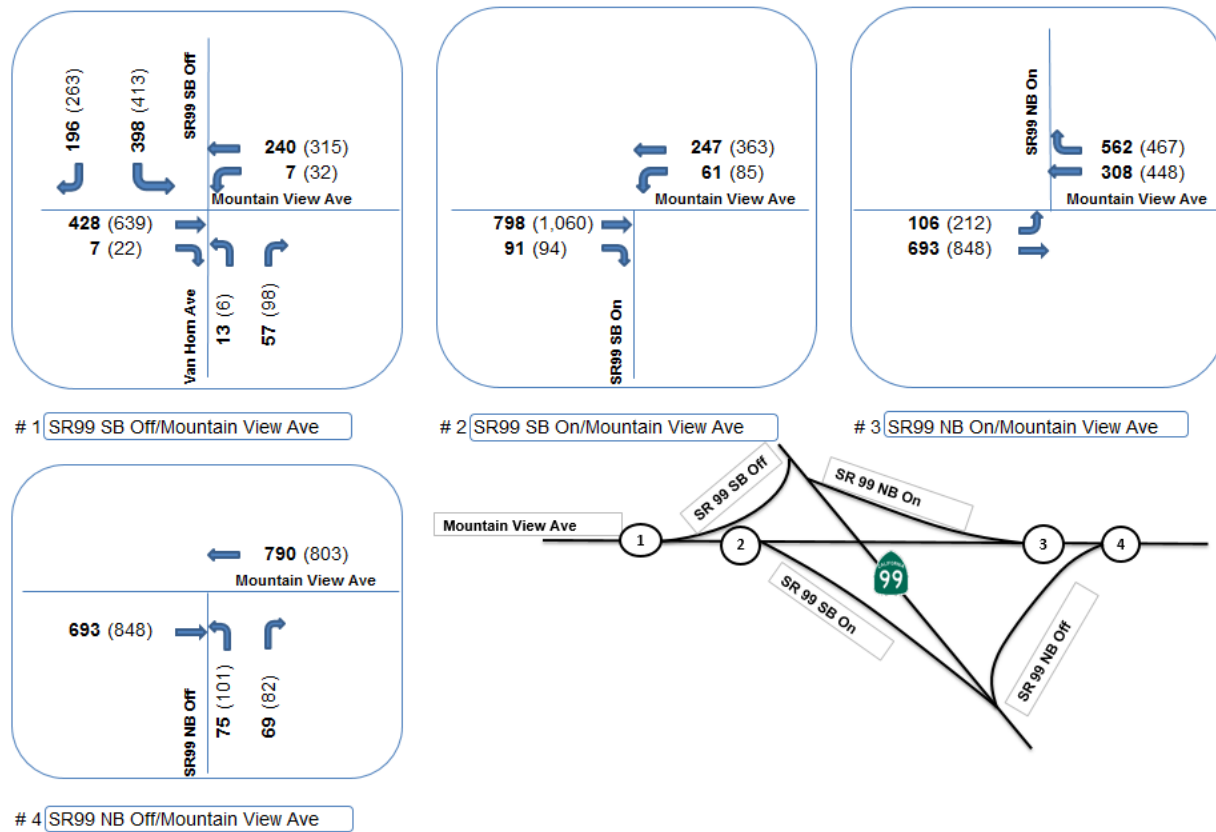 196 (263)
398 (413)
SR99 SB Off
240 (315)
7 (32)
Mountain View Ave
428 (639)
7 (22)
Van Horn Ave
13 (6)
57 (98)
# 1 SR99 SB Off/Mountain View Ave
247 (363)
61 (85)
Mountain View Ave
798 (1,060)
91 (94)
SR99 SB On
# 2 SR99 SB On/Mountain View Ave
SR99 NB On
562 (467)
308 (448)
Mountain View Ave
106 (212)
693 (848)
# 3 SR99 NB On/Mountain View Ave
790 (803)
Mountain View Ave
693 (848)
SR99 NB Off
75 (101)
69 (82)
# 4 SR99 NB Off/Mountain View Ave
Mountain View Ave
SR 99 SB Off
SR 99 NB On
1
2
3
4
CALIFORNIA
99
SR 99 SB On
SR 99 NB Off